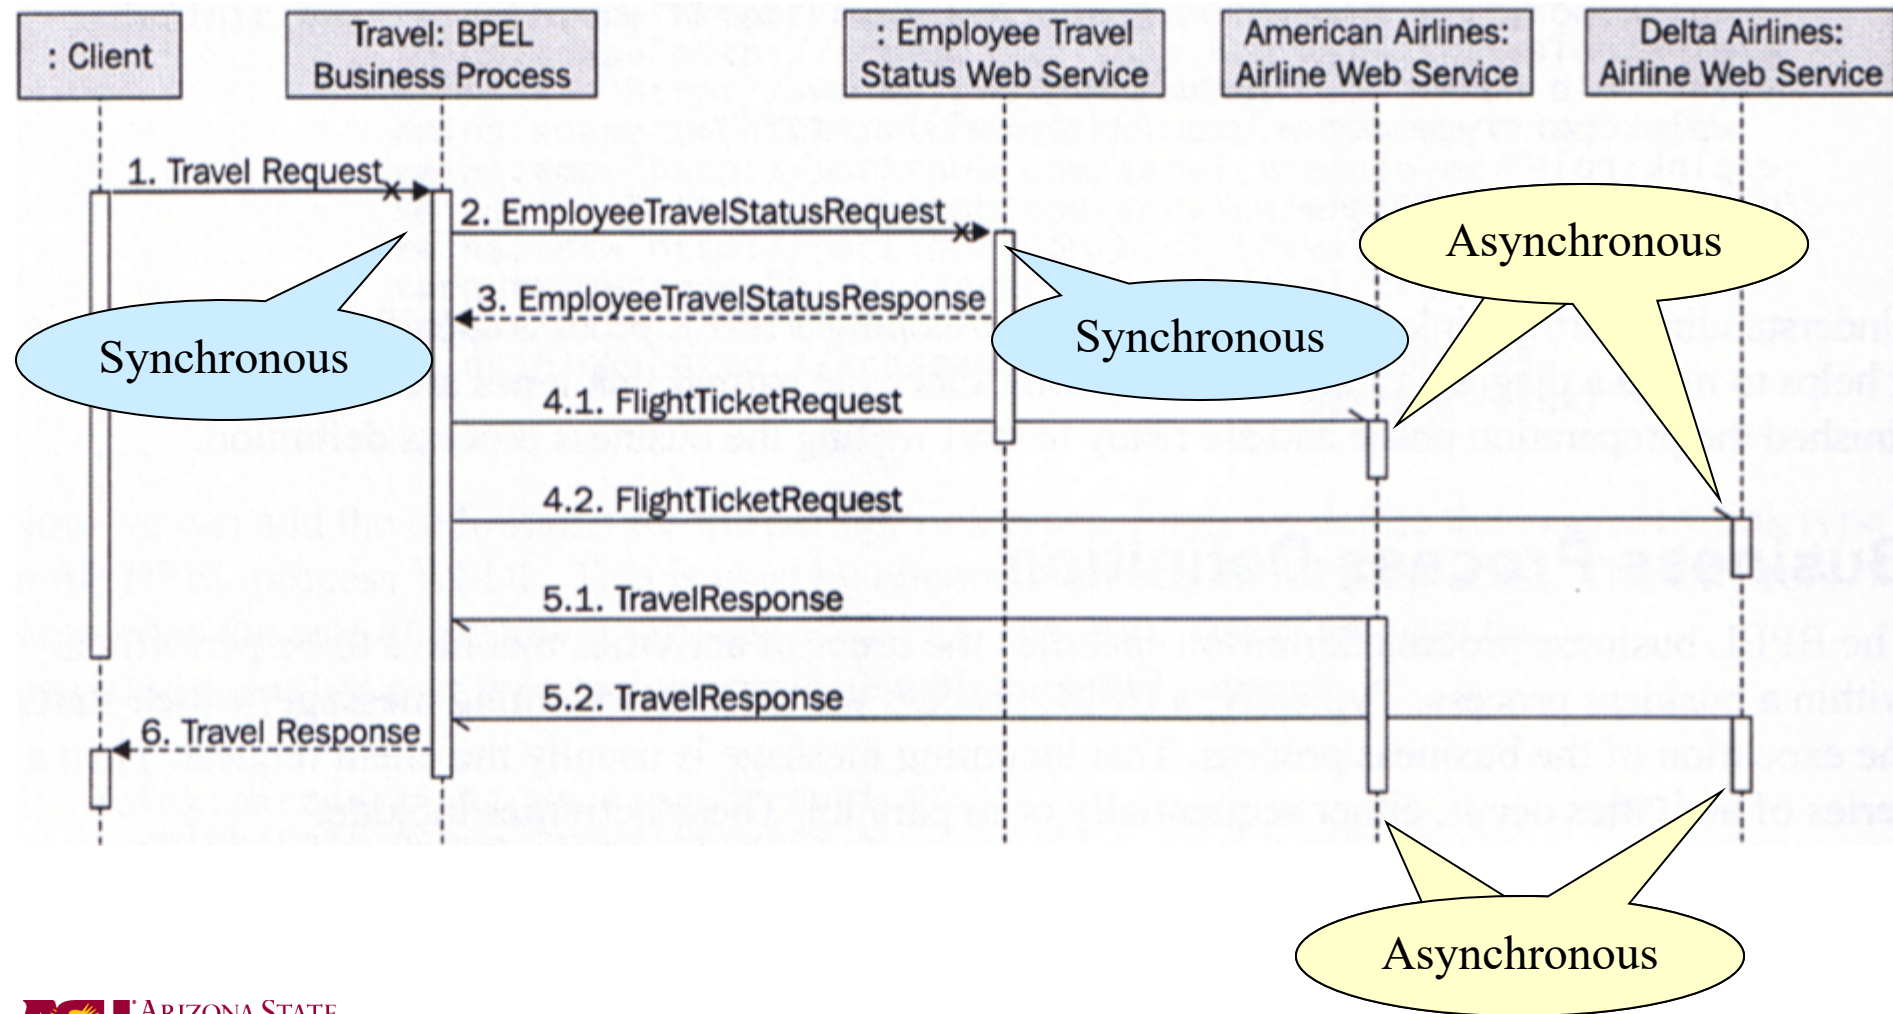 : Client
Travel: BPEL
Business Process
: Employee Travel
Status Web Service
American Airlines:
Airline Web Service
Delta Airlines:
Airline Web Service
1. Travel Request
2. EmployeeTravelStatusRequest
Asynchronous
3. EmployeeTravelStatusResponse
Synchronous
Synchronous
4.1. FlightTicketRequest
4.2. FlightTicketRequest
5.1. TravelResponse
5.2. TravelResponse
6. Travel Response
Asynchronous
ARIZONA STATE